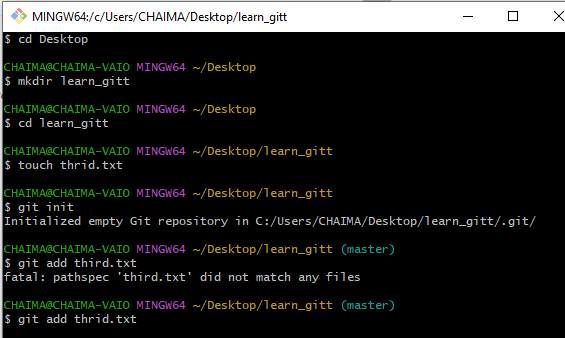 MINGW64:/c/Users/CHAIMA/Desktop/learn_gitt
$ cd Desktop
CHAIMA@CHAIMA-VAIO MINGW64 ~/Desktop
$ mkdir learn_gitt
CHAIMA@CHAIMA-VAIO MINGW64 ~/Desktop
$ cd learn_gitt
CHAIMA@CHAIMA-VAIO MINGW64 ~/Desktop/learn_gitt
$ touch thrid.txt
CHAIMA@CHAIMA-VAIO MINGW64 ~/Desktop/learn_gitt
$ git init
Initialized empty Git repository in C:/Users/CHAIMA/Desktop/learn_gitt/.git/
CHAIMA@CHAIMA-VAIO MINGW64 ~/Desktop/learn_gitt (master)
$ git add third.txt
fatal: pathspec 'third.txt' did not match any files
CHAIMA@CHAIMA-VAIO MINGW64 ~/Desktop/learn_gitt (master)
$ git add thrid.txt